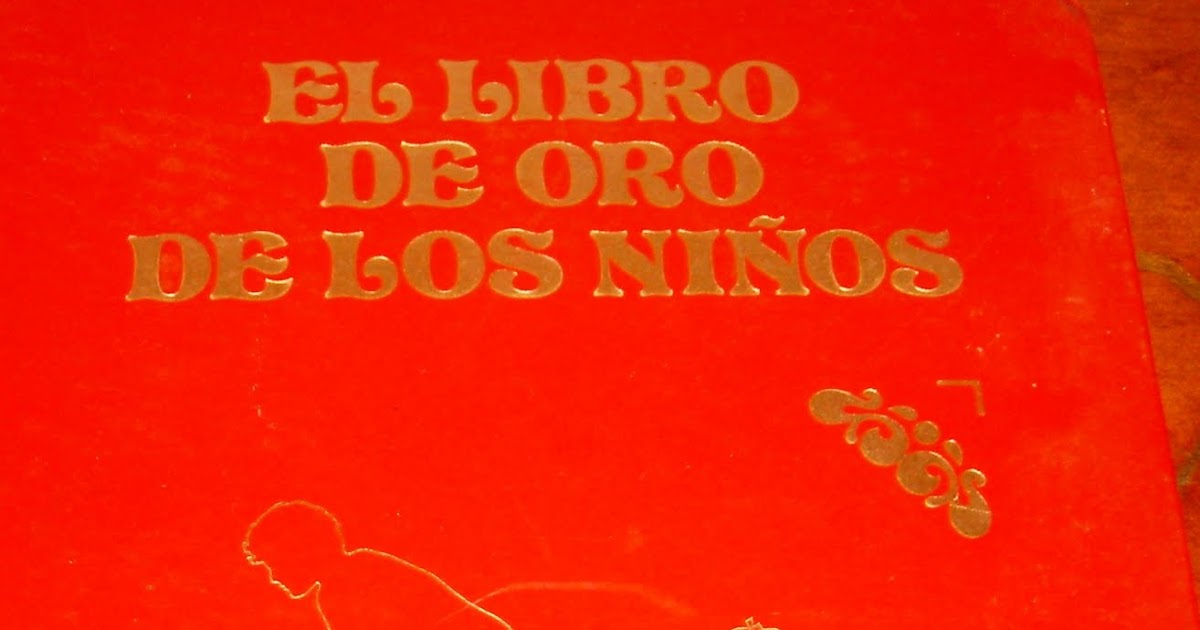 EL LIBRO
DE ORO
DE LOS NIÑOS